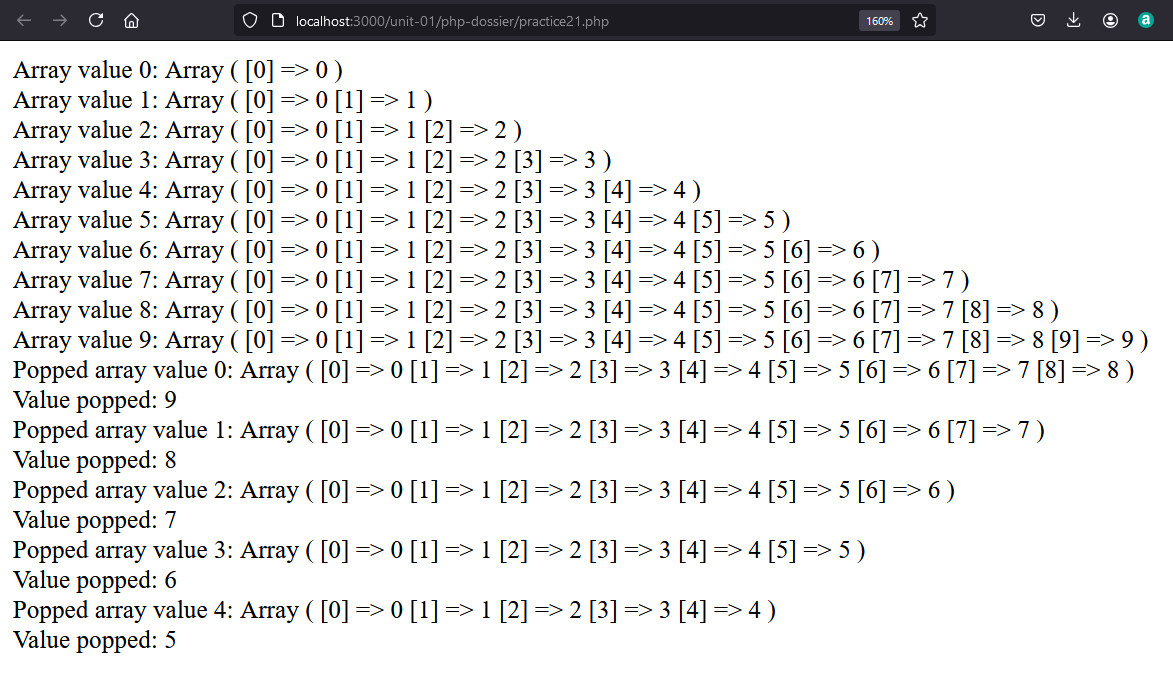 localhost:3000/unit-01/php-dossier/practice21.php
160%
a
Array value 0: Array ( [0] => 0 )
Array value 1: Array ( [0] => 0 [1] => 1 )
Array value 2: Array ( [0] => 0 [1] => 1 [2] => 2 )
Array value 3: Array ( [0] => 0 [1] => 1 [2] => 2 [3] => 3 )
Array value 4: Array ( [0] => 0 [1] => 1 [2] => 2 [3] => 3 [4] => 4 )
Array value 5: Array ( [0] => 0 [1] => 1 [2] => 2 [3] => 3 [4] => 4 [5] => 5 )
Array value 6: Array ( [0] => 0 [1] => 1 [2] => 2 [3] => 3 [4] => 4 [5] => 5 [6] => 6 )
Array value 7: Array ( [0] => 0 [1] => 1 [2] => 2 [3] => 3 [4] => 4 [5] => 5 [6] => 6 [7] => 7 )
Array value 8: Array ( [0] => 0 [1] => 1 [2] => 2 [3] => 3 [4] => 4 [5] => 5 [6] => 6 [7] => 7 [8] => 8 )
Array value 9: Array ( [0] => 0 [1] => 1 [2] => 2 [3] => 3 [4] => 4 [5] => 5 [6] => 6 [7] => 7 [8] => 8 [9] => 9 )
Popped array value 0: Array ( [0] => 0 [1] => 1 [2] => 2 [3] => 3 [4] => 4 [5] => 5 [6] => 6 [7] => 7 [8] => 8 )
Value popped: 9
Popped array value 1: Array ( [0] => 0 [1] => 1 [2] => 2 [3] => 3 [4] => 4 [5] => 5 [6] => 6 [7] => 7 )
Value popped: 8
Popped array value 2: Array ( [0] => 0 [1] => 1 [2] => 2 [3] => 3 [4] => 4 [5] => 5 [6] => 6 )
Value popped: 7
Popped array value 3: Array ( [0] => 0 [1] => 1 [2] => 2 [3] => 3 [4] => 4 [5] => 5 )
Value popped: 6
Popped array value 4: Array ( [0] => 0 [1] => 1 [2] => 2 [3] => 3 [4] => 4 )
Value popped: 5